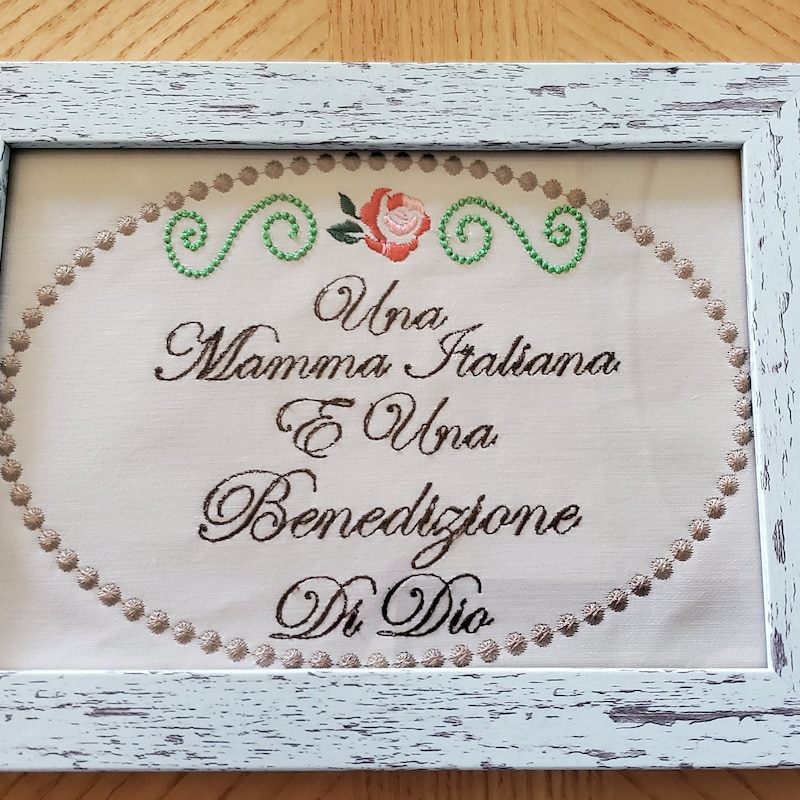 Una
Mamma Italiana
E Una
Benedizione
Di Dio